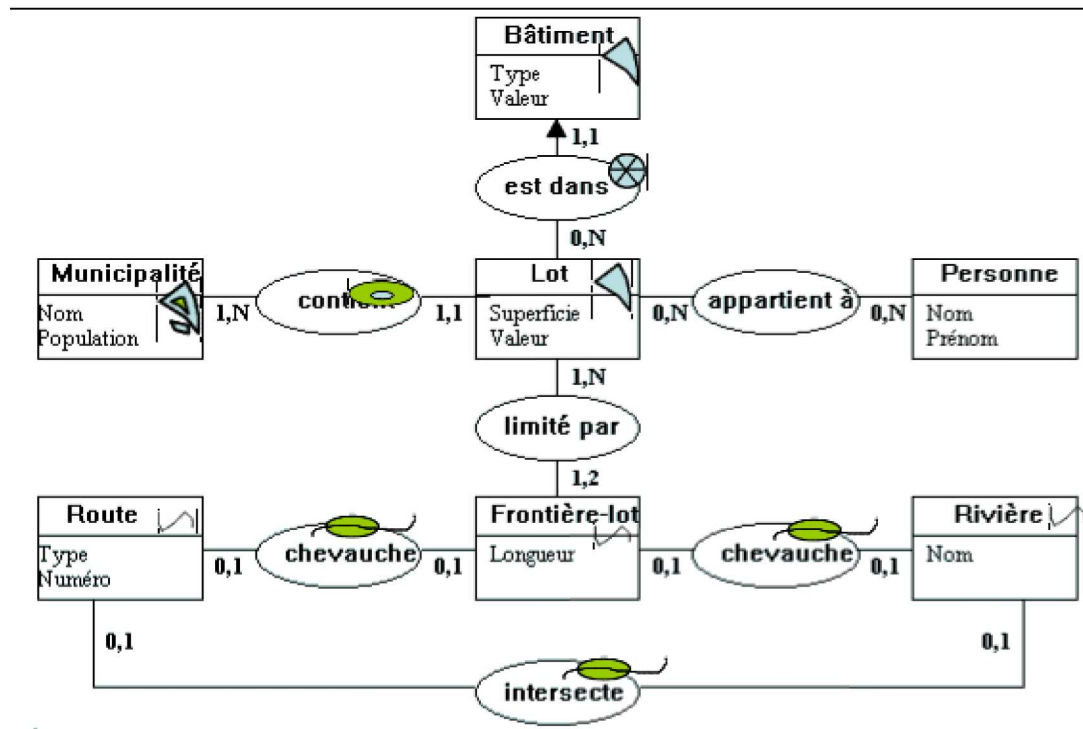 Bâtiment
Type
Valeur
1,1
est dans
0,N
Municipalité
Nom
Population
1,N
contient
1,1
Lot
Superficie
Valeur
0,N
appartient à
0,N
Personne
Nom
Prénom
1,N
limité par
1,2
Route
Type
Numéro
0,1
chevauche
0,1
Frontière-lot
Longueur
0,1
chevauche
0,1
Rivière
Nom
0,1
intersecte
0,1